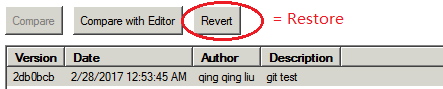 Compare Compare with Editor Revert = Restore
Version Date Author Description
2db0bcb 2/28/2017 12:53:45 AM qing qing liu git test